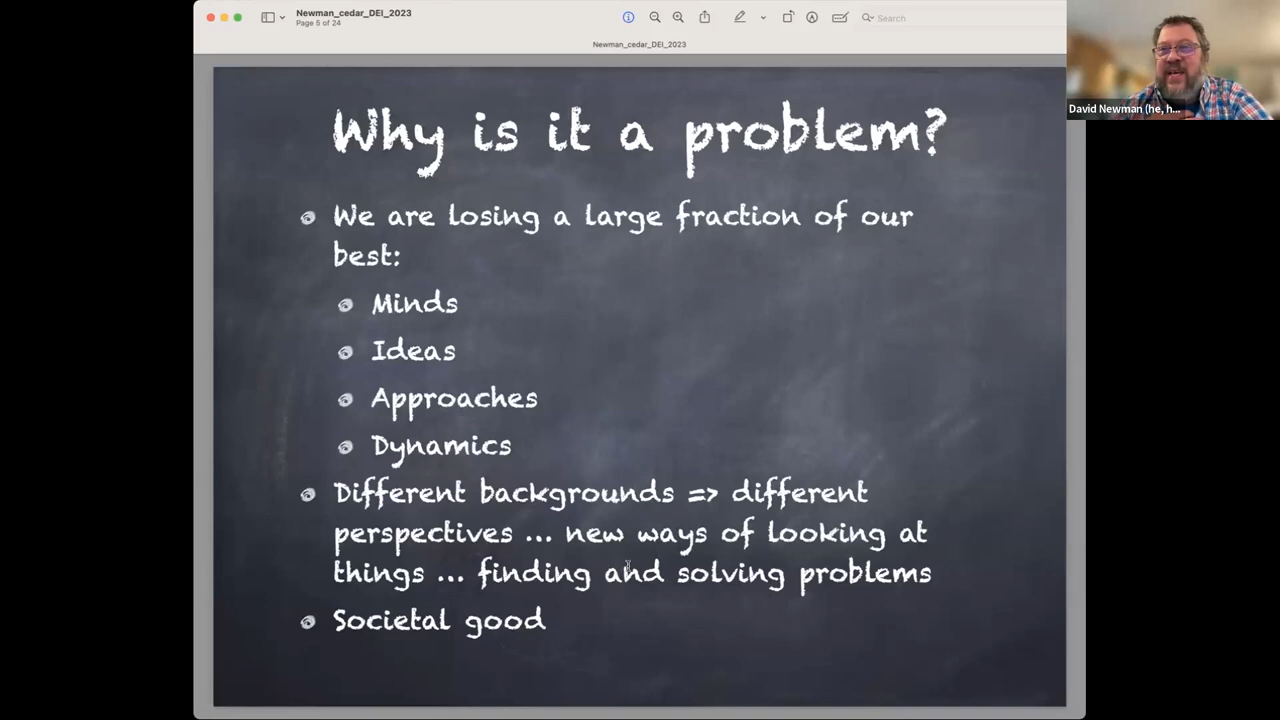 Newman_cedar_DEI_2023
Page 5 of 24
Search
Newman_cedar_DEI_2023
David Newman (he, h...
Why is it a problem?
We are losing a large fraction of our
best:
Minds
Ideas
Approaches
Dynamics
Different backgrounds => different
perspectives ... new ways of looking at
things ... finding and solving problems
Societal good